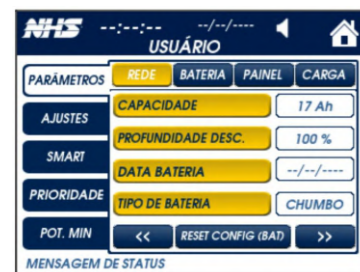 NHS --:--:-- --/--/----
USUÁRIO
PARÂMETROS REDE BATERIA PAINEL CARGA
AJUSTES CAPACIDADE 17 Ah
SMART PROFUNDIDADE DESC. 100 %
PRIORIDADE DATA BATERIA --/--/----
TIPO DE BATERIA CHUMBO
POT. MIN << RESET CONFIG (BAT) >>
MENSAGEM DE STATUS